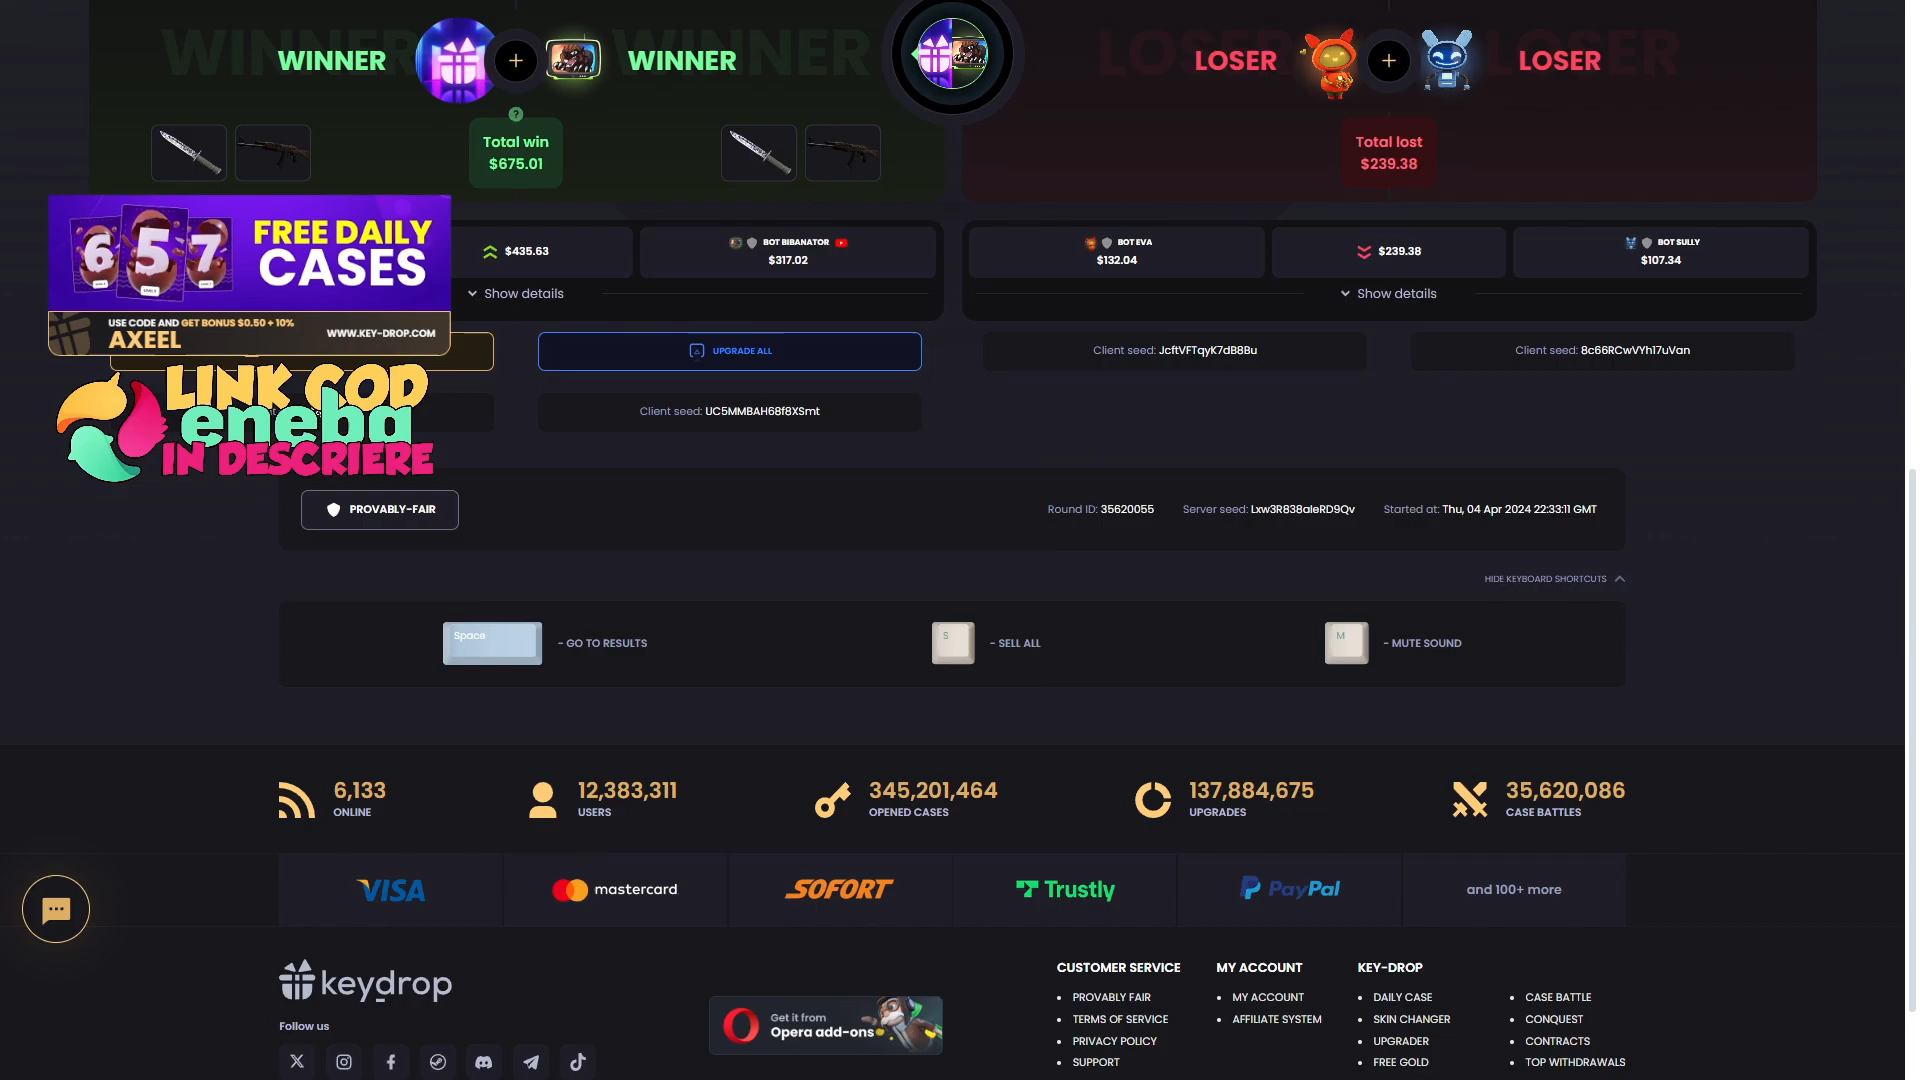 WINNER
WINNER
LOSER
LOSER
Total win
$675.01
Total lost
$239.38
657
FREE DAILY
CASES
USE CODE AND GET BONUS $0.50 + 10%
AXEEL
WWW.KEY-DROP.COM
$435.63
BOT BIBANATOR
$317.02
BOT EVA
$132.04
$239.38
BOT SULLY
$107.34
Show details
Show details
UPGRADE ALL
Client seed: JcftVFTqyK7dB8Bu
Client seed: 8c66RCwVYh17uVan
LINK COD
eneba
IN DESCRIERE
Client seed: UC5MMBAH68f8XSmt
PROVABLY-FAIR
Round ID: 35620055
Server seed: Lxw3R838aleRD9Qv
Started at: Thu, 04 Apr 2024 22:33:11 GMT
HIDE KEYBOARD SHORTCUTS
Space
- GO TO RESULTS
S
- SELL ALL
M
- MUTE SOUND
6,133
ONLINE
12,383,311
USERS
345,201,464
OPENED CASES
137,884,675
UPGRADES
35,620,086
CASE BATTLES
VISA
mastercard
SOFORT
Trustly
PayPal
and 100+ more
keydrop
Follow us
Get it from
Opera add-ons
CUSTOMER SERVICE
PROVABLY FAIR
TERMS OF SERVICE
PRIVACY POLICY
SUPPORT
MY ACCOUNT
MY ACCOUNT
AFFILIATE SYSTEM
KEY-DROP
DAILY CASE
SKIN CHANGER
UPGRADER
FREE GOLD
CASE BATTLE
CONQUEST
CONTRACTS
TOP WITHDRAWALS